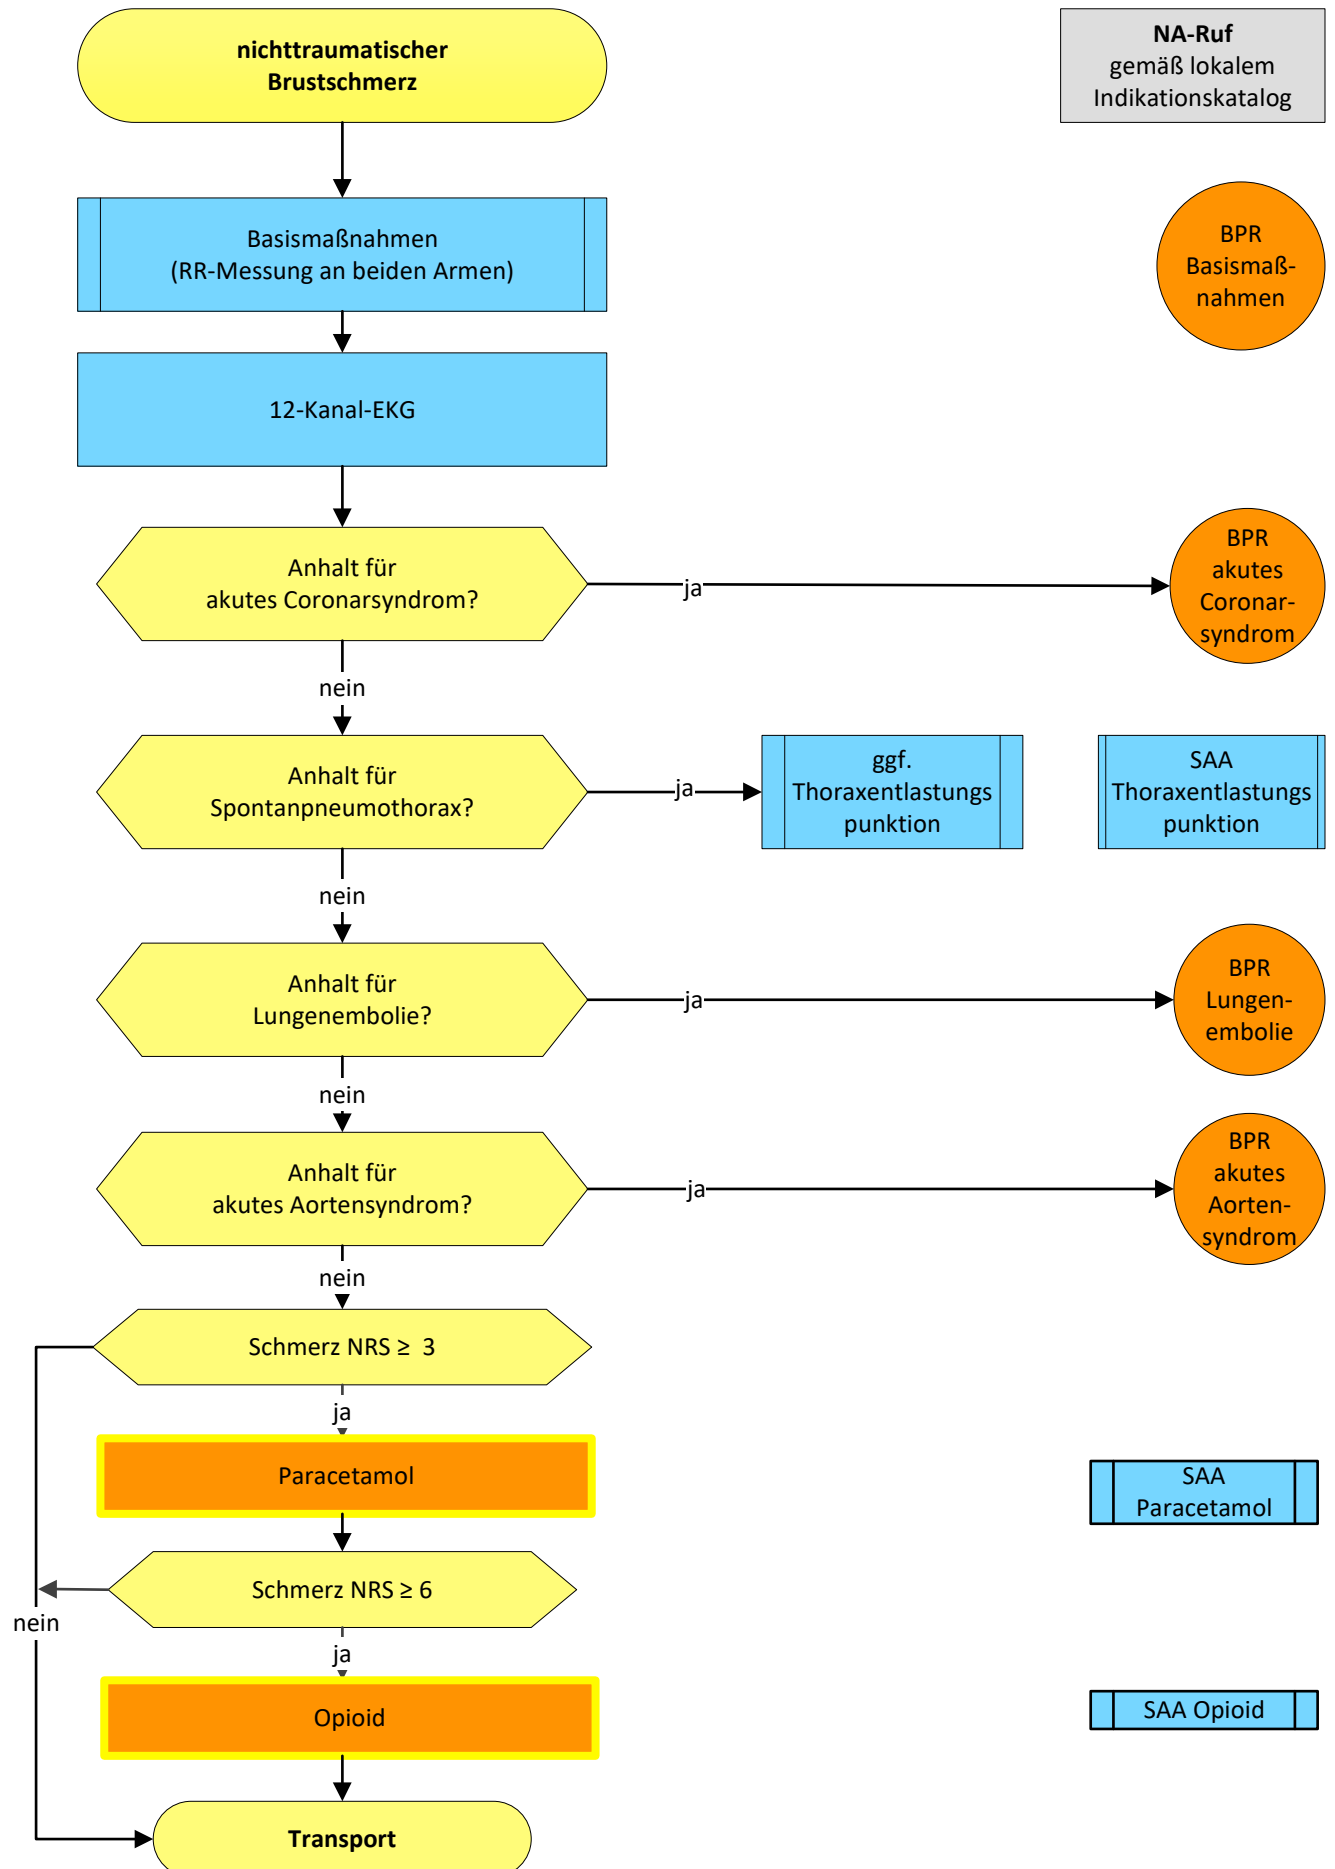 nichttraumatischer
Brustschmerz
NA-Ruf
gemäß lokalem
Indikationskatalog
Basismaßnahmen
(RR-Messung an beiden Armen)
BPR
Basismaß-
nahmen
12-Kanal-EKG
Anhalt für
akutes Coronarsyndrom?
ja
BPR
akutes
Coronar-
syndrom
nein
Anhalt für
Spontanpneumothorax?
ja
ggf.
Thoraxentlastungs
punktion
SAA
Thoraxentlastungs
punktion
nein
Anhalt für
Lungenembolie?
ja
BPR
Lungen-
embolie
nein
Anhalt für
akutes Aortensyndrom?
ja
BPR
akutes
Aorten-
syndrom
nein
Schmerz NRS ≥ 3
ja
Paracetamol
SAA
Paracetamol
Schmerz NRS ≥ 6
nein
ja
Opioid
SAA Opioid
Transport